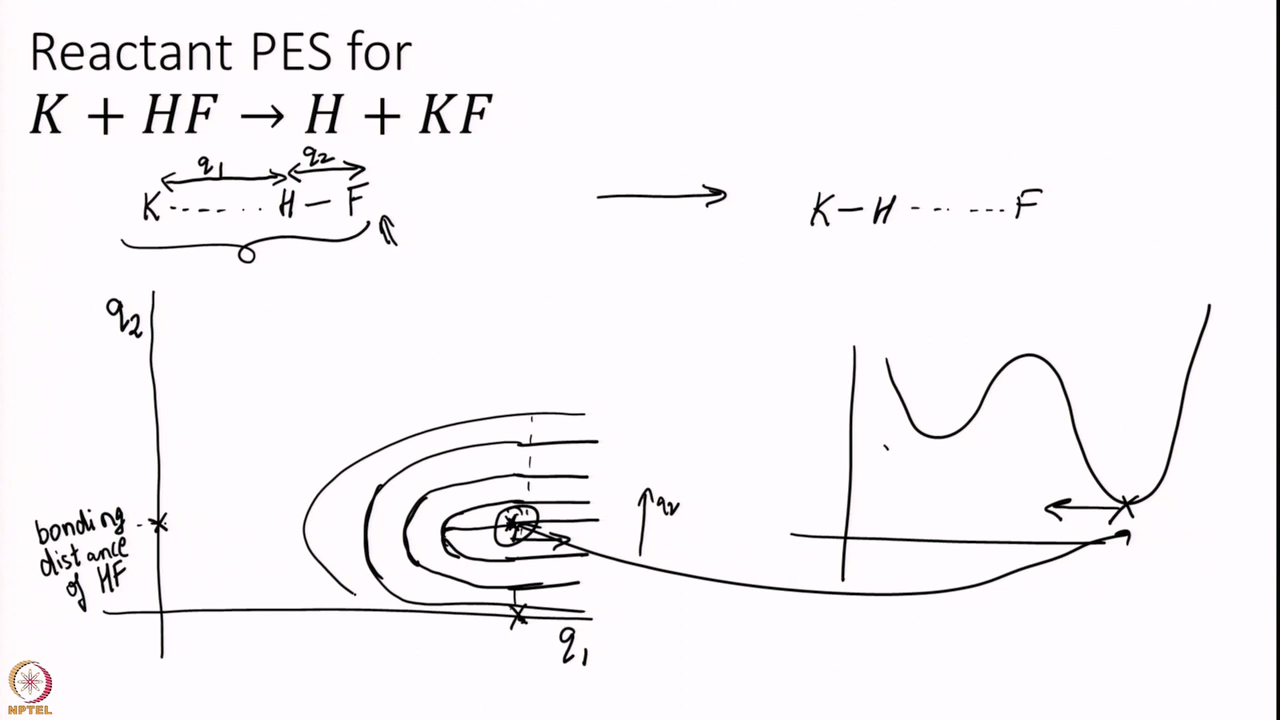 Reactant PES for
K + HF → H + KF
q₁ q₂
K ------ H – F
K – H ------ F
q₂
bonding
distance
of HF
q₂
q₁
NPTEL